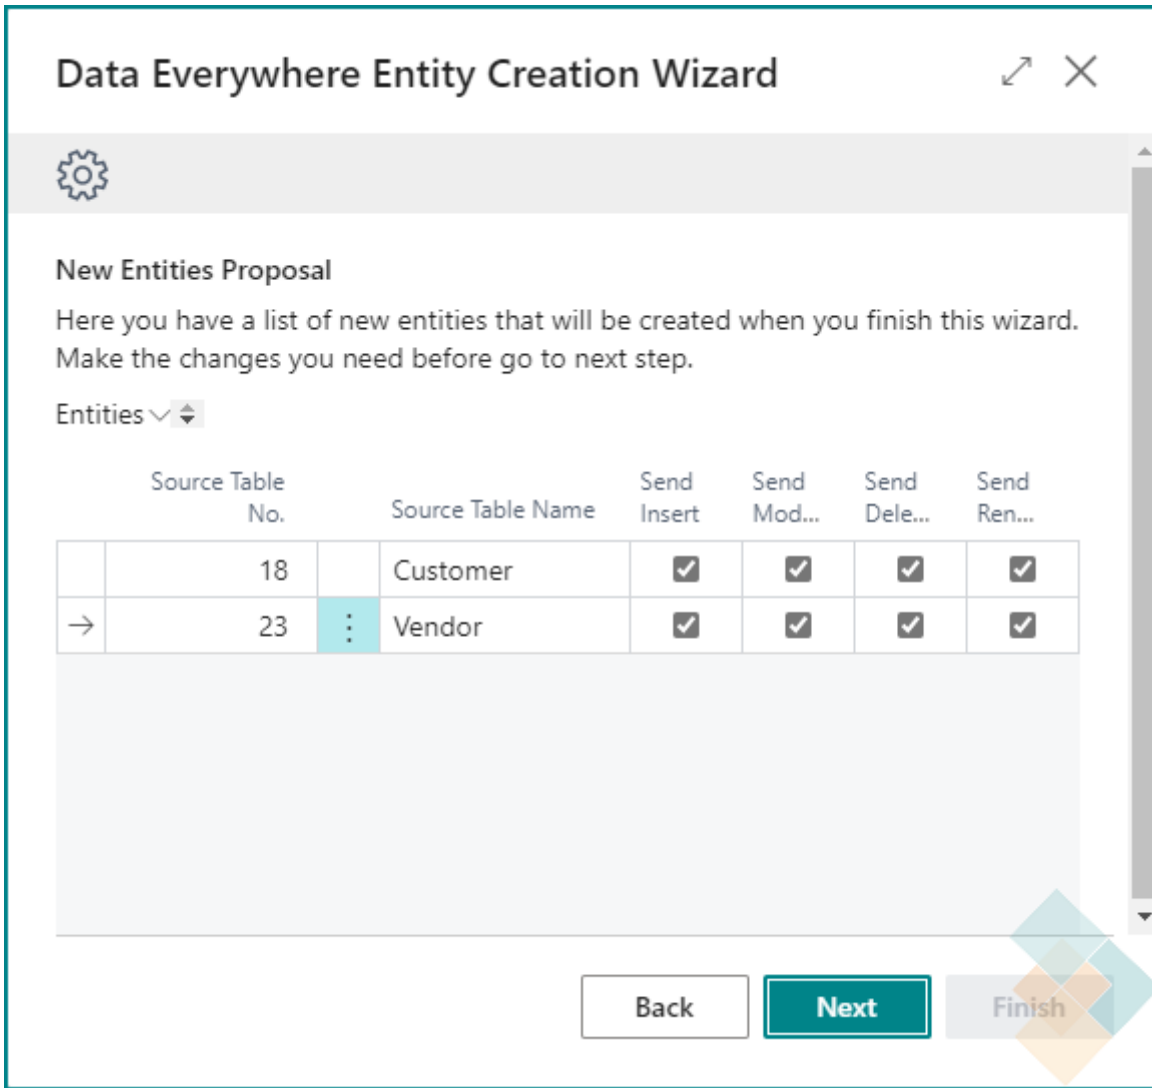 Data Everywhere Entity Creation Wizard
New Entities Proposal
Here you have a list of new entities that will be created when you finish this wizard.
Make the changes you need before go to next step.
Entities
Source Table No. Source Table Name Send Insert Send Mod... Send Dele... Send Ren...
18 Customer
23 Vendor
Back Next Finish